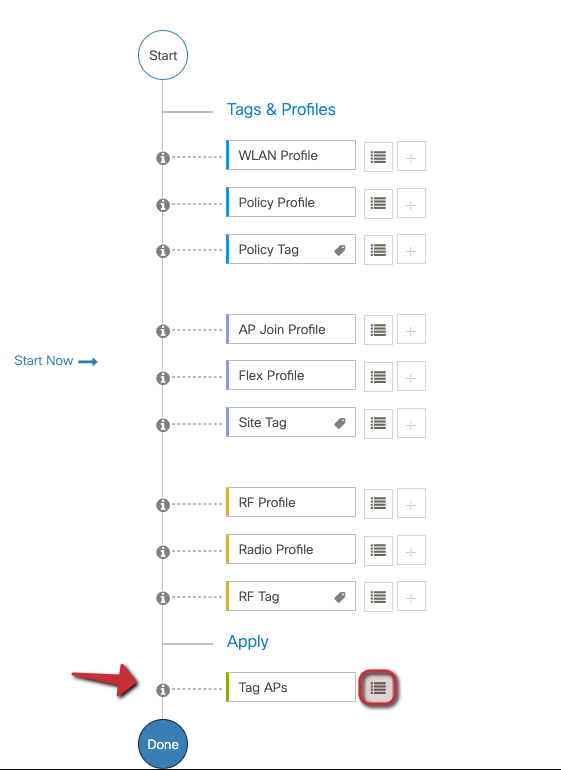 Start
Tags & Profiles
WLAN Profile
Policy Profile
Policy Tag
AP Join Profile
Start Now
Flex Profile
Site Tag
RF Profile
Radio Profile
RF Tag
Apply
Tag APs
Done